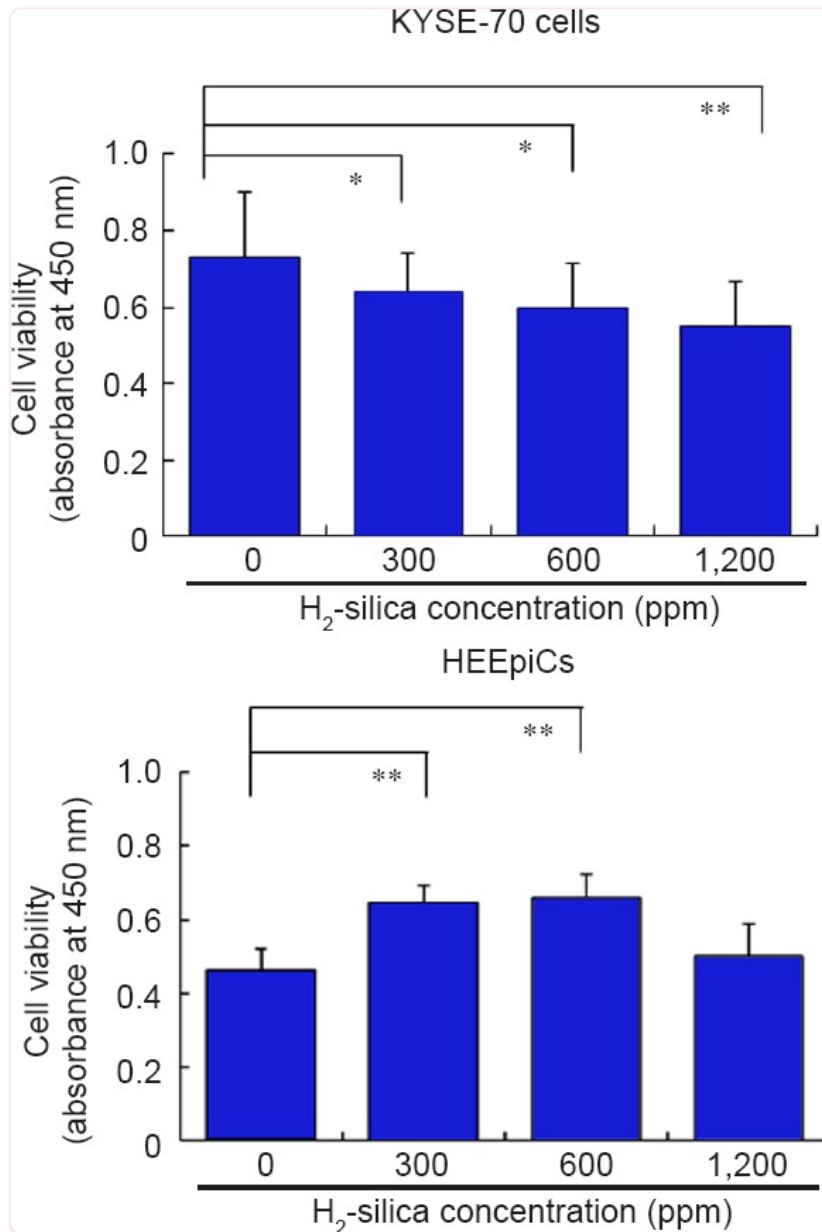 KYSE-70 cells
**
*
*
Cell viability
(absorbance at 450 nm)
1.0
0.8
0.6
0.4
0.2
0
0 300 600 1,200
H₂-silica concentration (ppm)
HEEpiCs
**
**
Cell viability
(absorbance at 450 nm)
1.0
0.8
0.6
0.4
0.2
0
0 300 600 1,200
H₂-silica concentration (ppm)